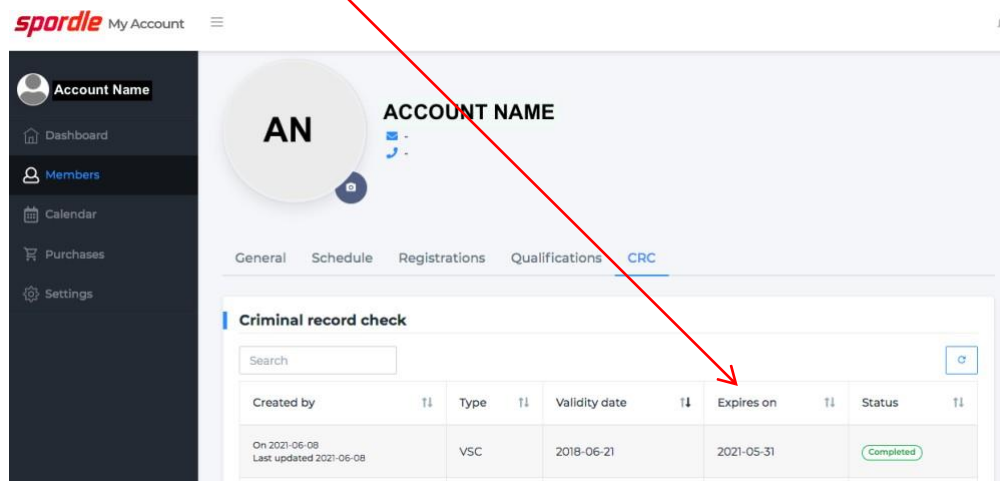 spordle My Account
Account Name
Dashboard
Members
Calendar
Purchases
Settings
AN
ACCOUNT NAME
-
-
General Schedule Registrations Qualifications CRC
Criminal record check
Search
Created by Type Validity date Expires on Status
On 2021-06-08
Last updated 2021-06-08
VSC 2018-06-21 2021-05-31 Completed